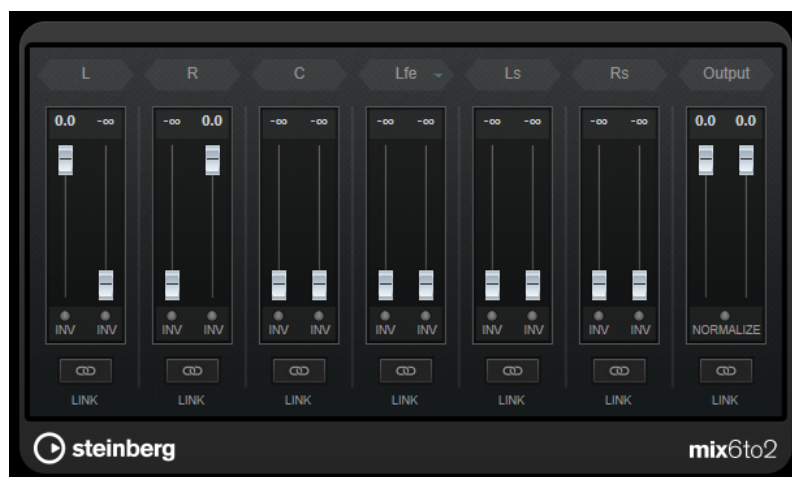 L R C Lfe Ls Rs Output
0.0 -∞ -∞ 0.0 -∞ -∞ -∞ -∞ -∞ -∞ -∞ -∞ 0.0 0.0
INV INV INV INV INV INV INV INV INV INV INV INV NORMALIZE
LINK LINK LINK LINK LINK LINK LINK
steinberg mix6to2